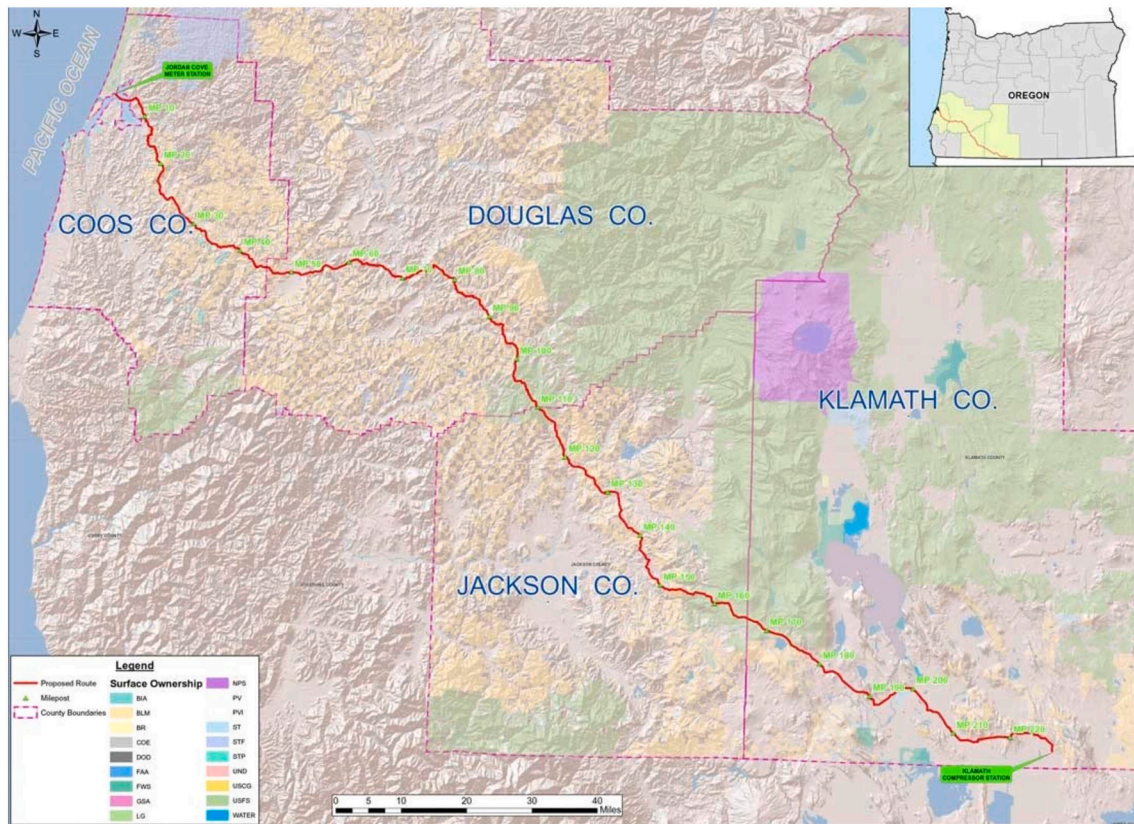 N
W E
S
JORDAN COVE
METER STATION
PACIFIC OCEAN
OREGON
MP 10
MP 20
MP 30
MP 40
MP 50
MP 60
MP 80
MP 90
MP 100
MP 110
MP 120
MP 130
MP 140
MP 150
MP 160
MP 170
MP 180
MP 190
MP 200
MP 210
MP 220
COOS CO.
DOUGLAS CO.
KLAMATH CO.
KLAMATH COUNTY
JACKSON COUNTY
JACKSON CO.
KLAMATH
COMPRESSOR STATION
Legend
Proposed Route
Milepost
County Boundaries
Surface Ownership
BIA
BLM
BR
COE
DOD
FAA
FWS
GSA
LG
NPS
PV
PVI
ST
STF
STP
UND
USCG
USFS
WATER
0 5 10 20 30 40
Miles